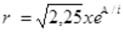 r = √2,25xe^{λ/t}